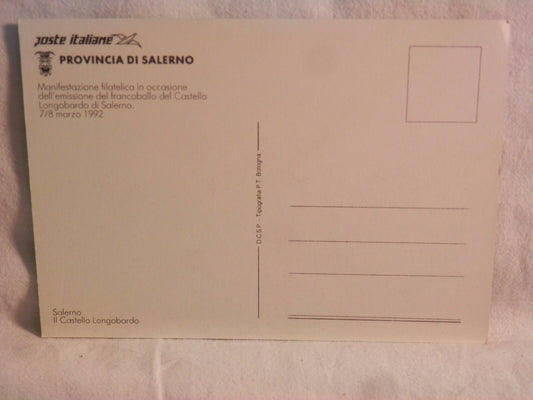 poste italiane
PROVINCIA DI SALERNO
Manifestazione filatelica in occasione
dell'emissione del francobollo del Castello
Longobardo di Salerno.
7/8 marzo 1992
D.C.S.P. - Tipografia P.T. Bologna
Salerno
Il Castello Longobardo